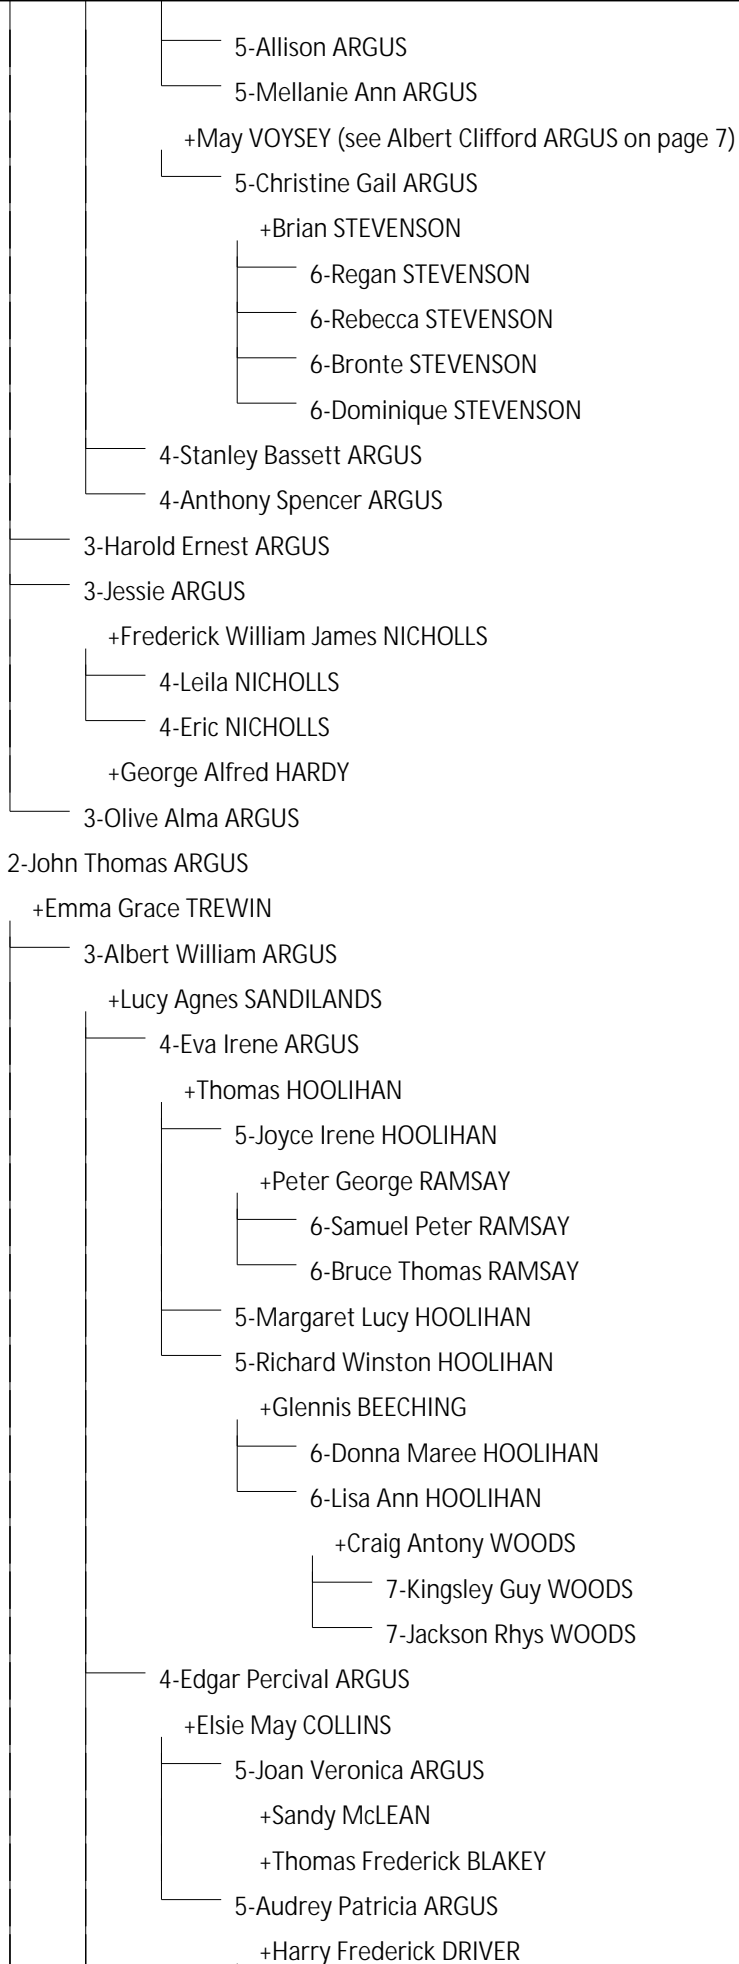 5-Allison ARGUS
5-Mellanie Ann ARGUS
+May VOYSEY (see Albert Clifford ARGUS on page 7)
5-Christine Gail ARGUS
+Brian STEVENSON
6-Regan STEVENSON
6-Rebecca STEVENSON
6-Bronte STEVENSON
6-Dominique STEVENSON
4-Stanley Bassett ARGUS
4-Anthony Spencer ARGUS
3-Harold Ernest ARGUS
3-Jessie ARGUS
+Frederick William James NICHOLLS
4-Leila NICHOLLS
4-Eric NICHOLLS
+George Alfred HARDY
3-Olive Alma ARGUS
2-John Thomas ARGUS
+Emma Grace TREWIN
3-Albert William ARGUS
+Lucy Agnes SANDILANDS
4-Eva Irene ARGUS
+Thomas HOOLIHAN
5-Joyce Irene HOOLIHAN
+Peter George RAMSAY
6-Samuel Peter RAMSAY
6-Bruce Thomas RAMSAY
5-Margaret Lucy HOOLIHAN
5-Richard Winston HOOLIHAN
+Glennis BEECHING
6-Donna Maree HOOLIHAN
6-Lisa Ann HOOLIHAN
+Craig Antony WOODS
7-Kingsley Guy WOODS
7-Jackson Rhys WOODS
4-Edgar Percival ARGUS
+Elsie May COLLINS
5-Joan Veronica ARGUS
+Sandy McLEAN
+Thomas Frederick BLAKEY
5-Audrey Patricia ARGUS
+Harry Frederick DRIVER